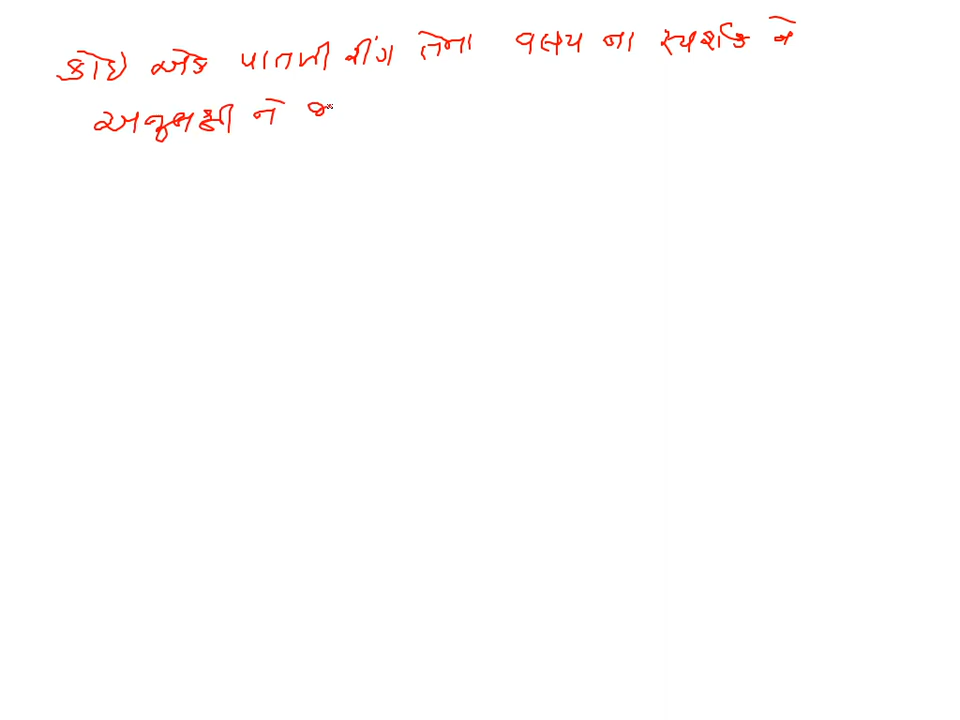 કોઇ એક પાતળી રીંગ તેના વલય ના સ્પર્શક ને
અનુલક્ષી ને જ